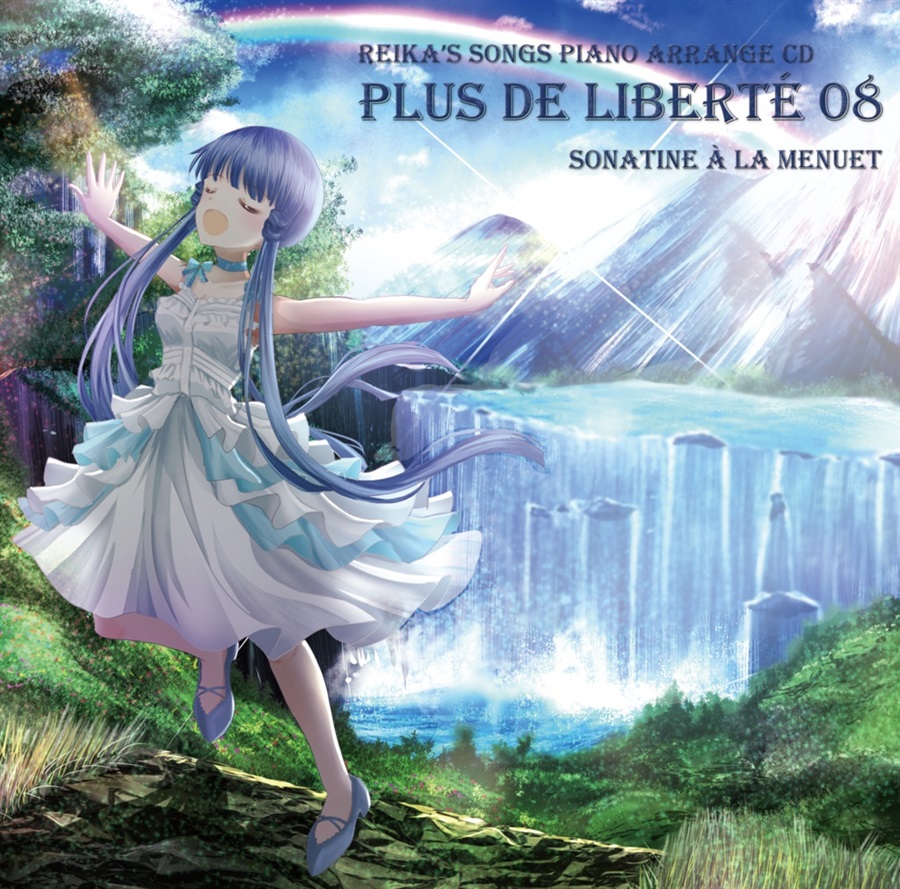 REIKA'S SONGS PIANO ARRANGE CD
PLUS DE LIBERTÉ 08
SONATINE À LA MENUET